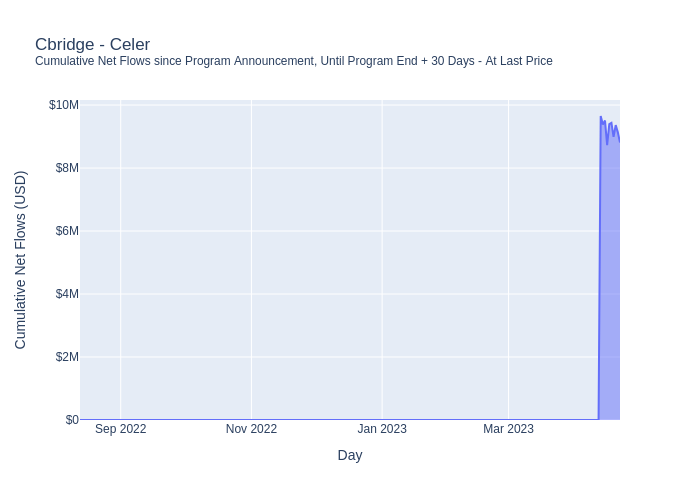 Cbridge - Celer
Cumulative Net Flows since Program Announcement, Until Program End + 30 Days - At Last Price
Cumulative Net Flows (USD)
$10M
$8M
$6M
$4M
$2M
$0
Sep 2022
Nov 2022
Jan 2023
Mar 2023
Day